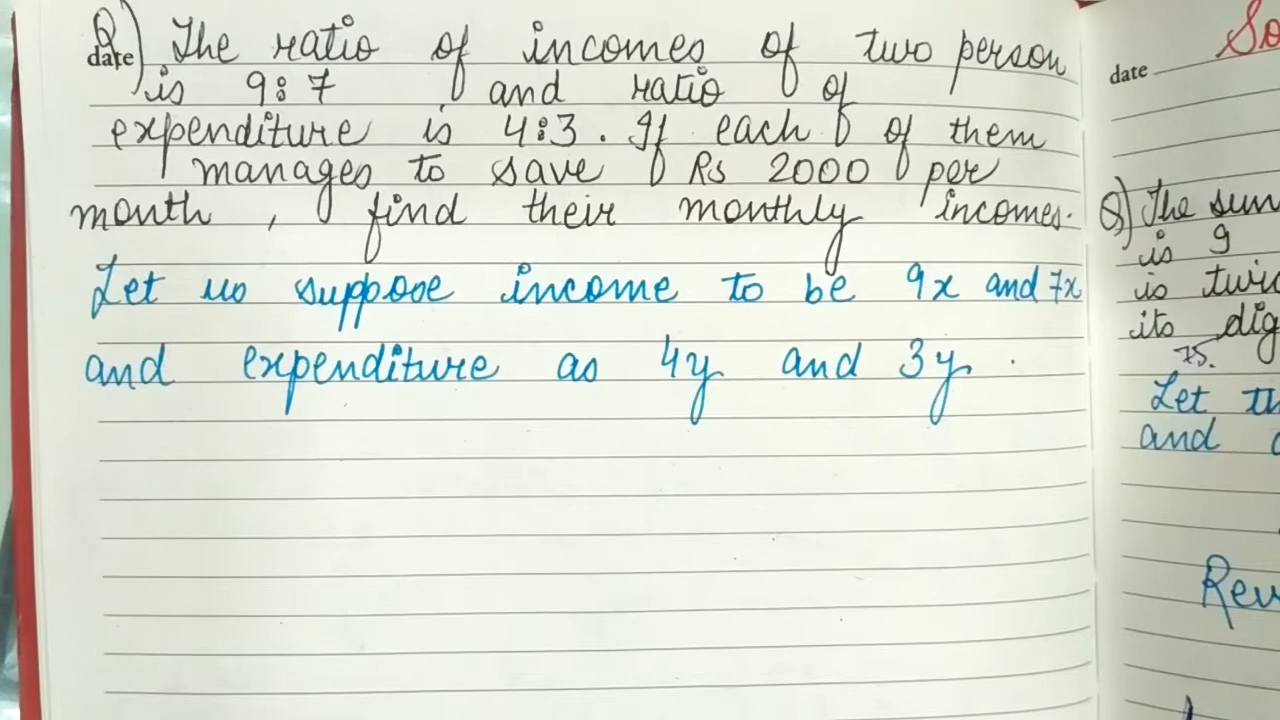 Q) The ratio of incomes of two person
date
is 9:7 and ratio of
expenditure is 4:3. If each of them
manages to save Rs 2000 per
month, find their monthly incomes.
Let us suppose income to be 9x and 7x
and expenditure as 4y and 3y.
So
date
Q) The sum
is 9
is twic
its dig
75.
Let th
and
Rev